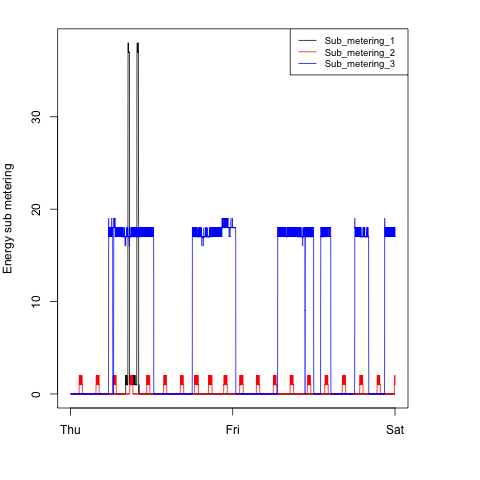 Sub_metering_1
Sub_metering_2
Sub_metering_3
Energy sub metering
30
20
10
0
Thu
Fri
Sat